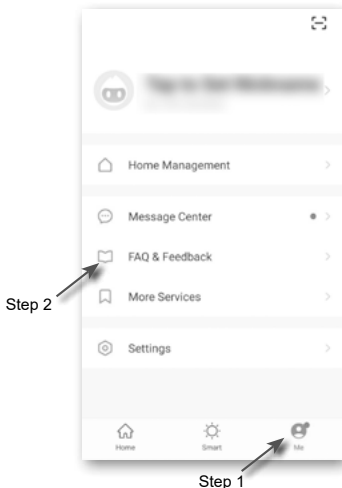 Home Management
Message Center
FAQ & Feedback
Step 2
More Services
Settings
Home Smart Me
Step 1